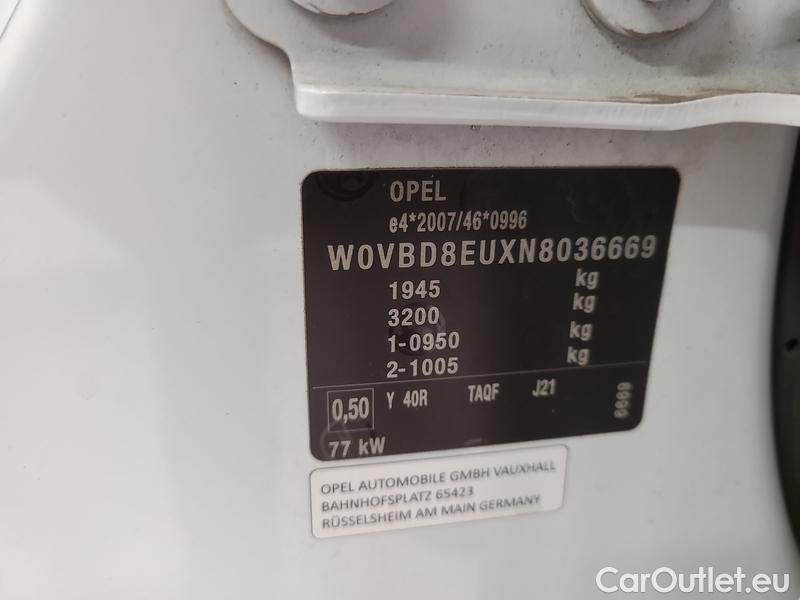 OPEL
e4*2007/46*0996
W0VBD8EUXN8036669
1945 kg
3200 kg
1-0950 kg
2-1005 kg
0,50 Y 40R TAQF J21 6669
77 kW
OPEL AUTOMOBILE GMBH VAUXHALL
BAHNHOFSPLATZ 65423
RÜSSELSHEIM AM MAIN GERMANY
CarOutlet.eu